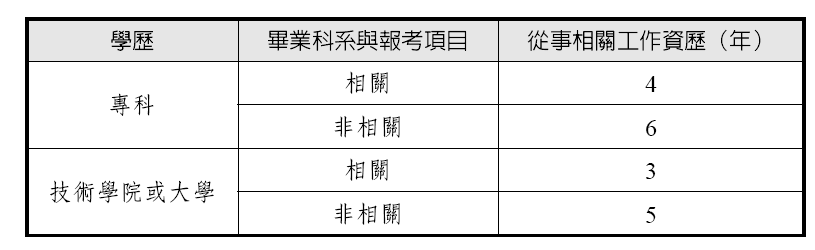 學歷 畢業科系與報考項目 從事相關工作資歷（年）
專科 相關 4
非相關 6
技術學院或大學 相關 3
非相關 5